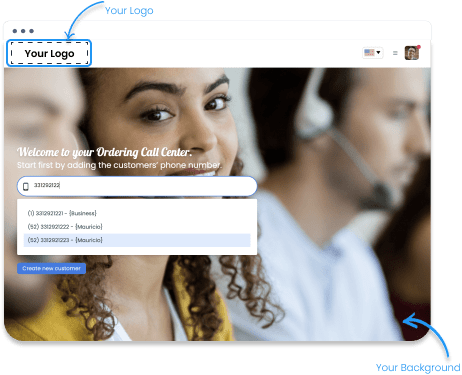 Your Logo
Your Logo
Welcome to your Ordering Call Center.
Start first by adding the customers' phone number.
331292122
(1) 3312921221 - {Business}
(52) 3312921222 - {Mauricio}
(52) 3312921223 - {Mauricio}
Create new customer
Your Background